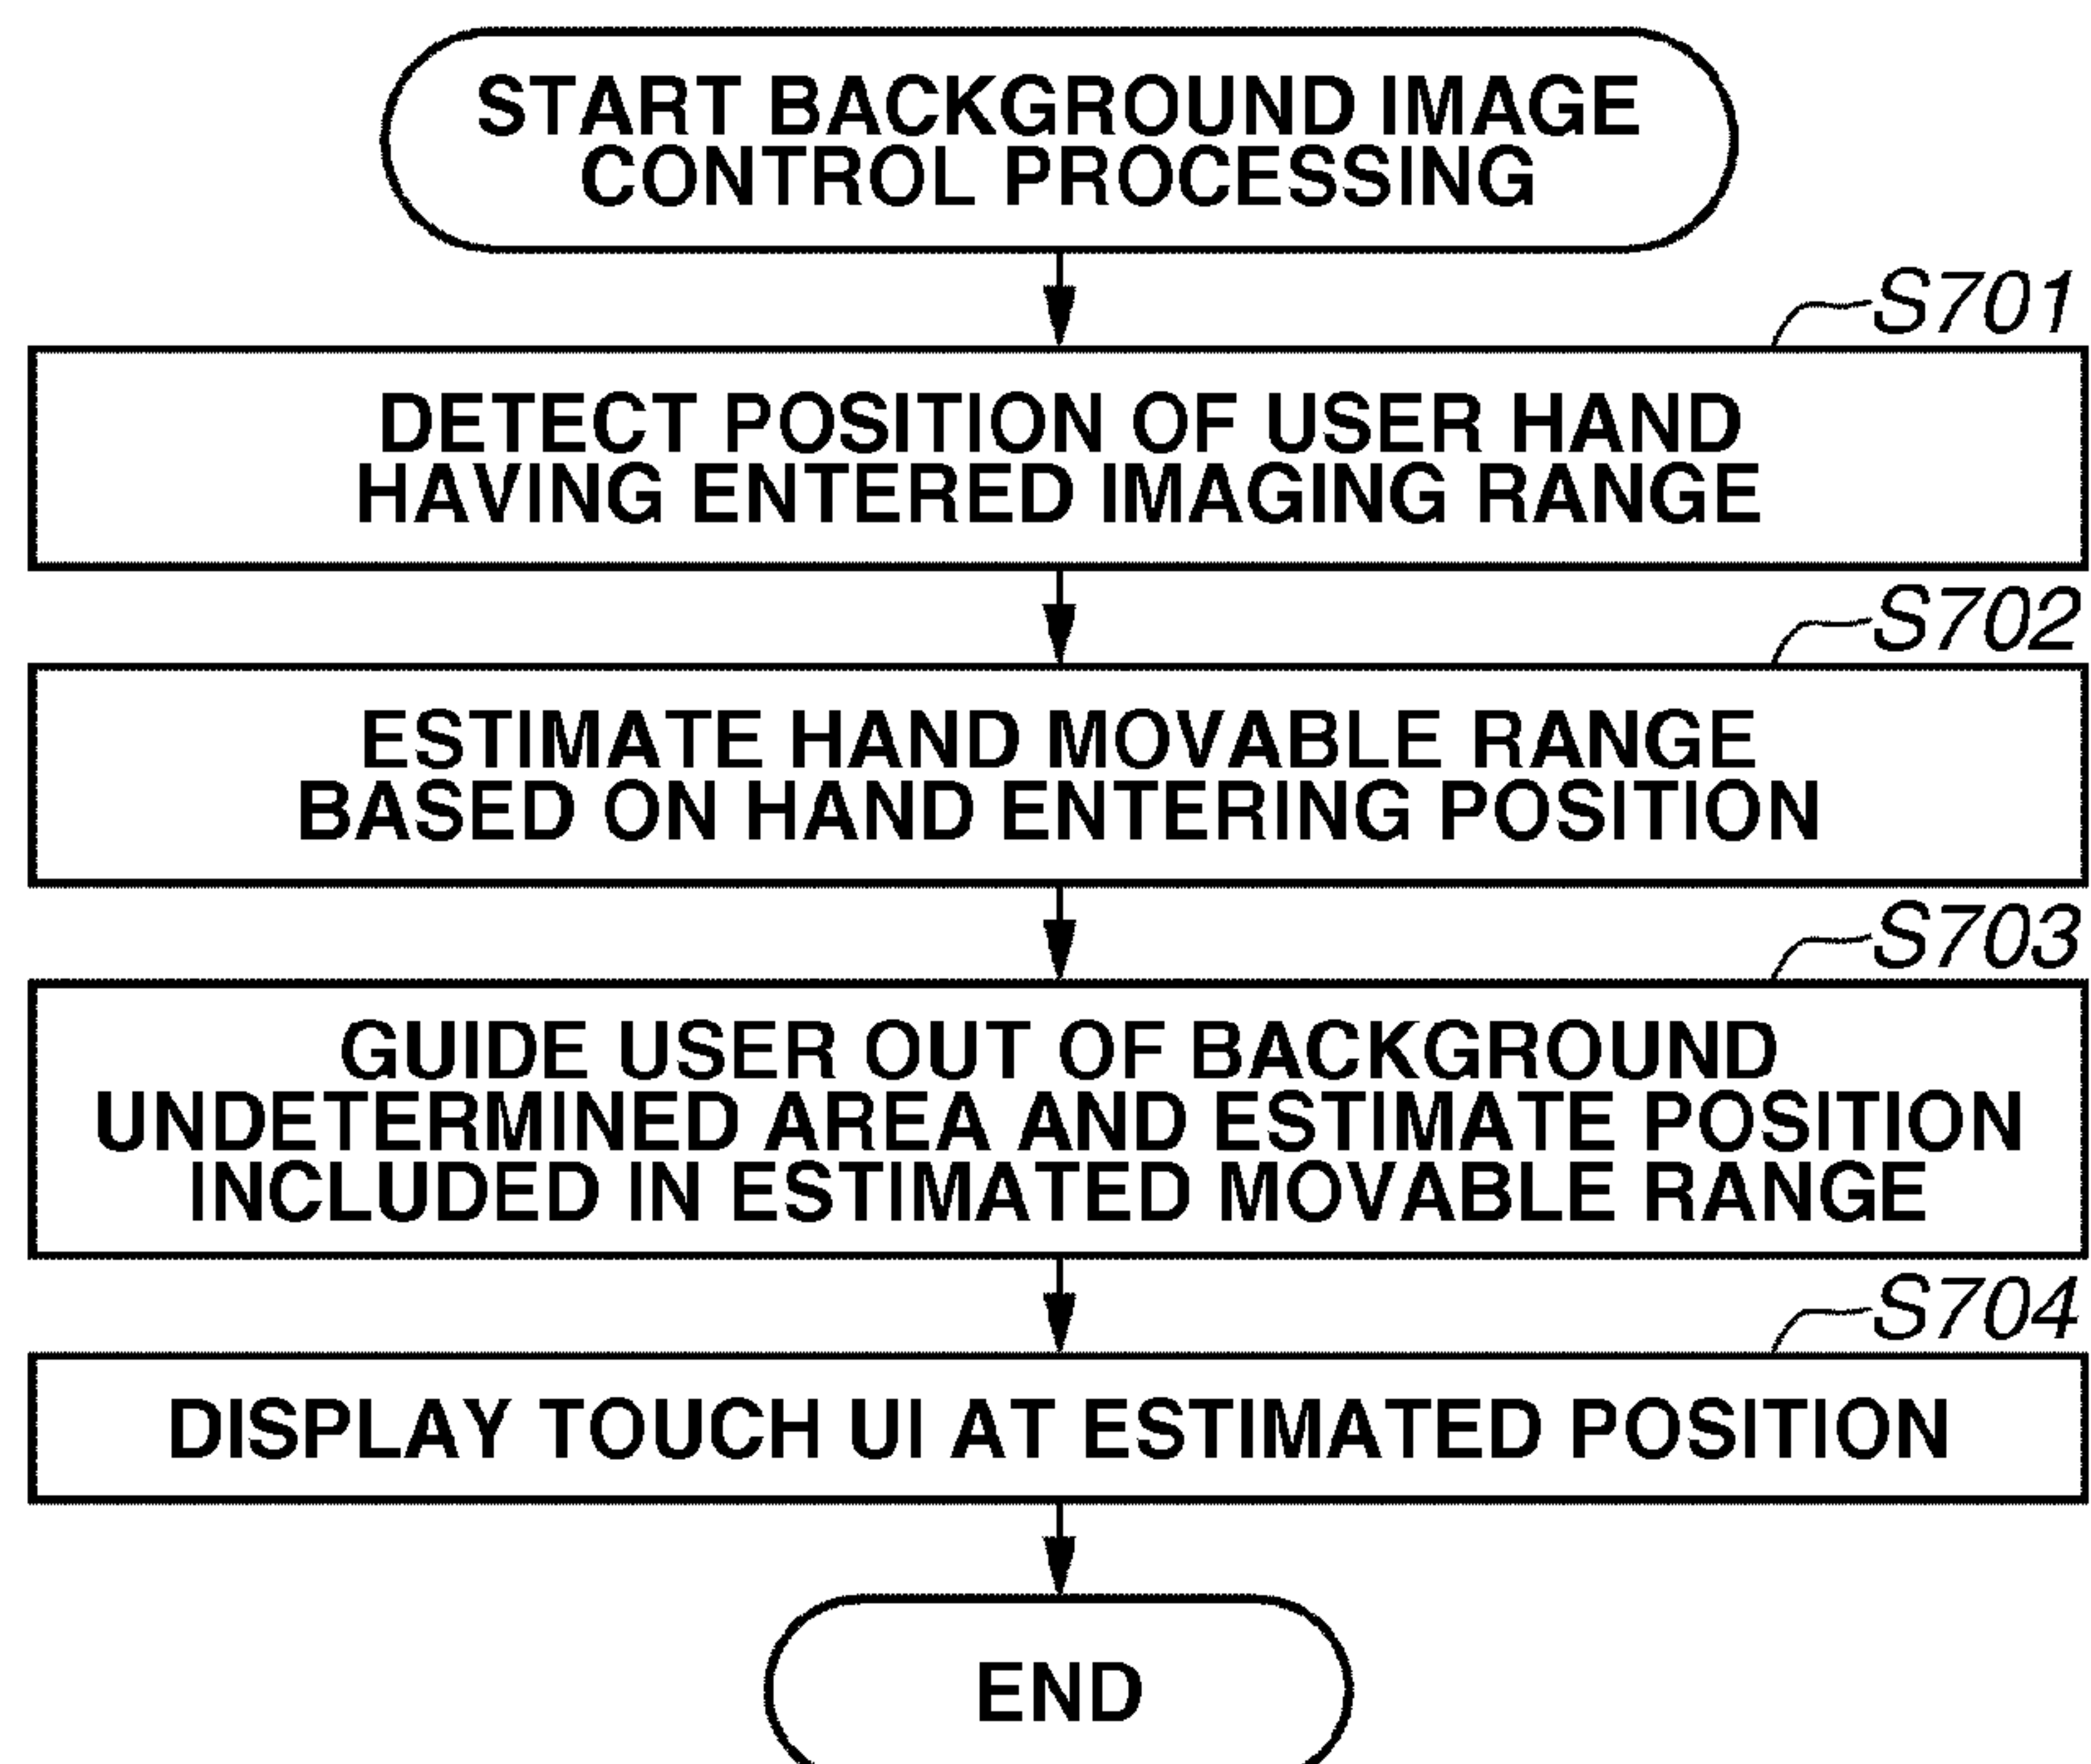 START BACKGROUND IMAGE
CONTROL PROCESSING
S701
DETECT POSITION OF USER HAND
HAVING ENTERED IMAGING RANGE
S702
ESTIMATE HAND MOVABLE RANGE
BASED ON HAND ENTERING POSITION
S703
GUIDE USER OUT OF BACKGROUND
UNDETERMINED AREA AND ESTIMATE POSITION
INCLUDED IN ESTIMATED MOVABLE RANGE
S704
DISPLAY TOUCH UI AT ESTIMATED POSITION
END